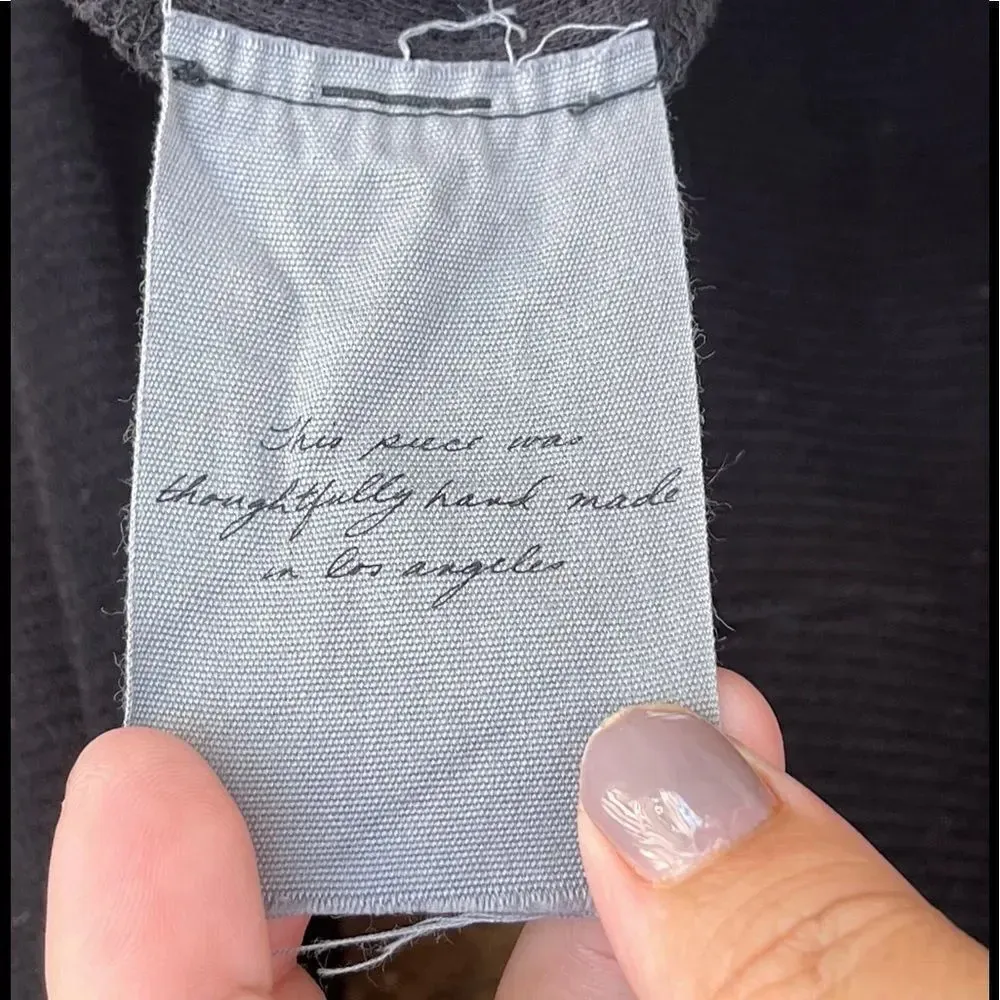 This piece was
thoughtfully hand made
in los angeles